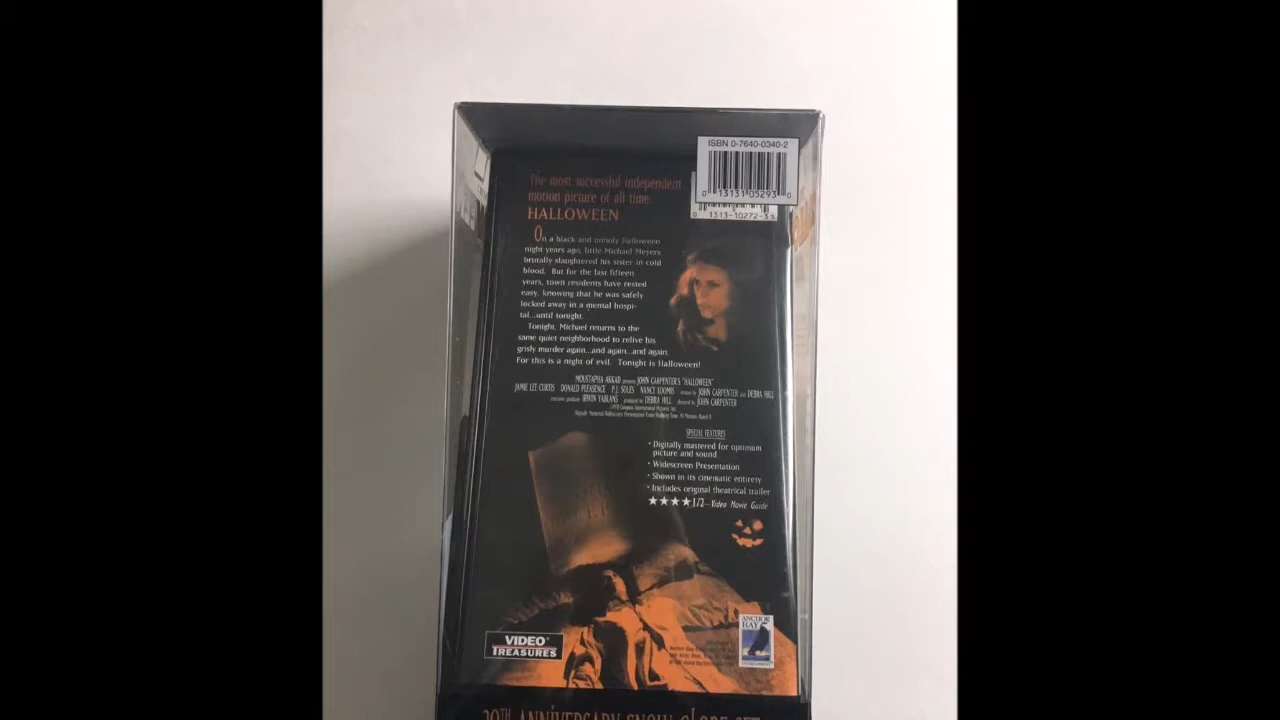 ISBN 0-7640-0340-2
0 13131 05293 0
1313-10272-3
The most successful independent
motion picture of all time.
HALLOWEEN
On a black and unholy Halloween
night years ago, little Michael Meyers
brutally slaughtered his sister in cold
blood. But for the last fifteen
years, town residents have rested
easy, knowing that he was safely
locked away in a mental hospi-
tal...until tonight.
Tonight, Michael returns to the
same quiet neighborhood to relive his
grisly murder again...and again...and again.
For this is a night of evil. Tonight is Halloween!
MOUSTAPHA AKKAD presents JOHN CARPENTER'S "HALLOWEEN"
JAMIE LEE CURTIS DONALD PLEASENCE P.J. SOLES NANCY LOOMIS written by JOHN CARPENTER and DEBRA HILL
executive producer IRWIN YABLANS produced by DEBRA HILL directed by JOHN CARPENTER
SPECIAL FEATURES
• Digitally mastered for optimum
picture and sound
• Widescreen Presentation
• Shown in its cinematic entirety
• Includes original theatrical trailer
★★★★1/2– Video Movie Guide
VIDEO
TREASURES
ANCHOR
BAY
ENTERTAINMENT
20TH ANNIVERSARY SNOW GLOBE SET